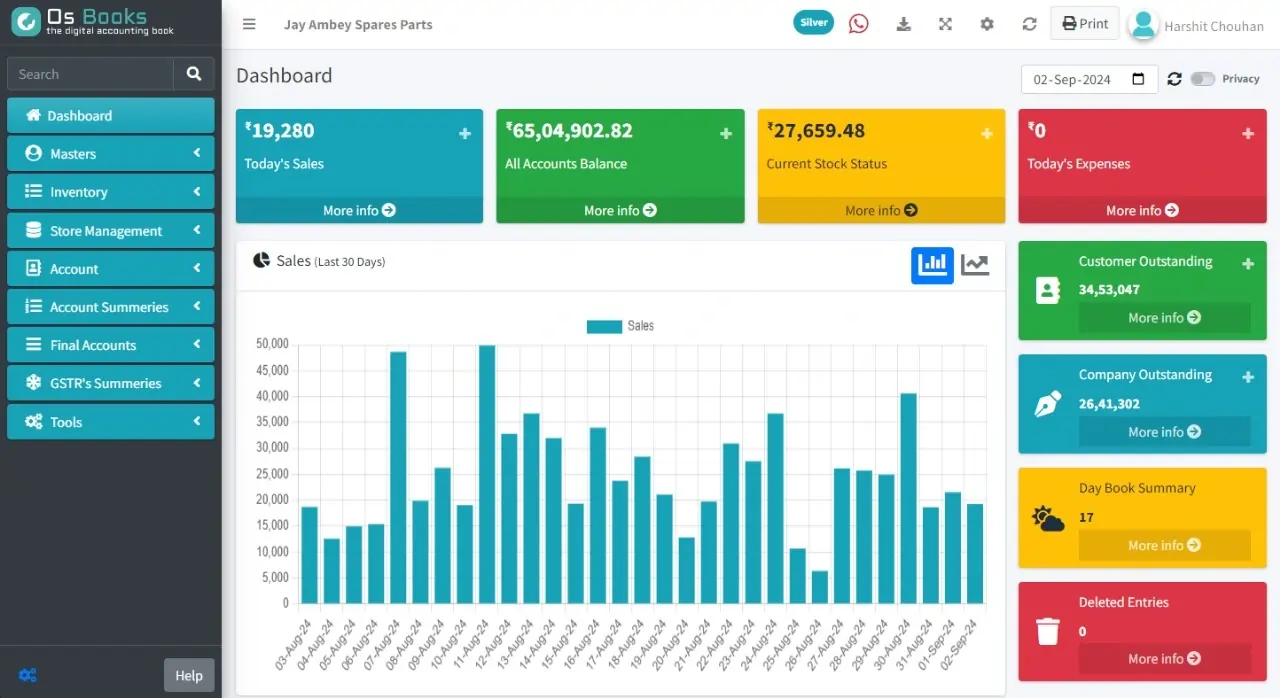 Os Books
the digital accounting book
Jay Ambey Spares Parts
Silver
Print
Harshit Chouhan
Search
Dashboard
Masters
Inventory
Store Management
Account
Account Summeries
Final Accounts
GSTR's Summeries
Tools
Help
Dashboard
02-Sep-2024
Privacy
₹19,280
Today's Sales
More info
₹65,04,902.82
All Accounts Balance
More info
₹27,659.48
Current Stock Status
More info
₹0
Today's Expenses
More info
Sales (Last 30 Days)
Sales
50,000
45,000
40,000
35,000
30,000
25,000
20,000
15,000
10,000
5,000
0
03-Aug-24
04-Aug-24
05-Aug-24
06-Aug-24
07-Aug-24
08-Aug-24
09-Aug-24
10-Aug-24
11-Aug-24
12-Aug-24
13-Aug-24
14-Aug-24
15-Aug-24
16-Aug-24
17-Aug-24
18-Aug-24
19-Aug-24
20-Aug-24
21-Aug-24
22-Aug-24
23-Aug-24
24-Aug-24
25-Aug-24
26-Aug-24
27-Aug-24
28-Aug-24
29-Aug-24
30-Aug-24
31-Aug-24
01-Sep-24
02-Sep-24
Customer Outstanding
34,53,047
More info
Company Outstanding
26,41,302
More info
Day Book Summary
17
More info
Deleted Entries
0
More info